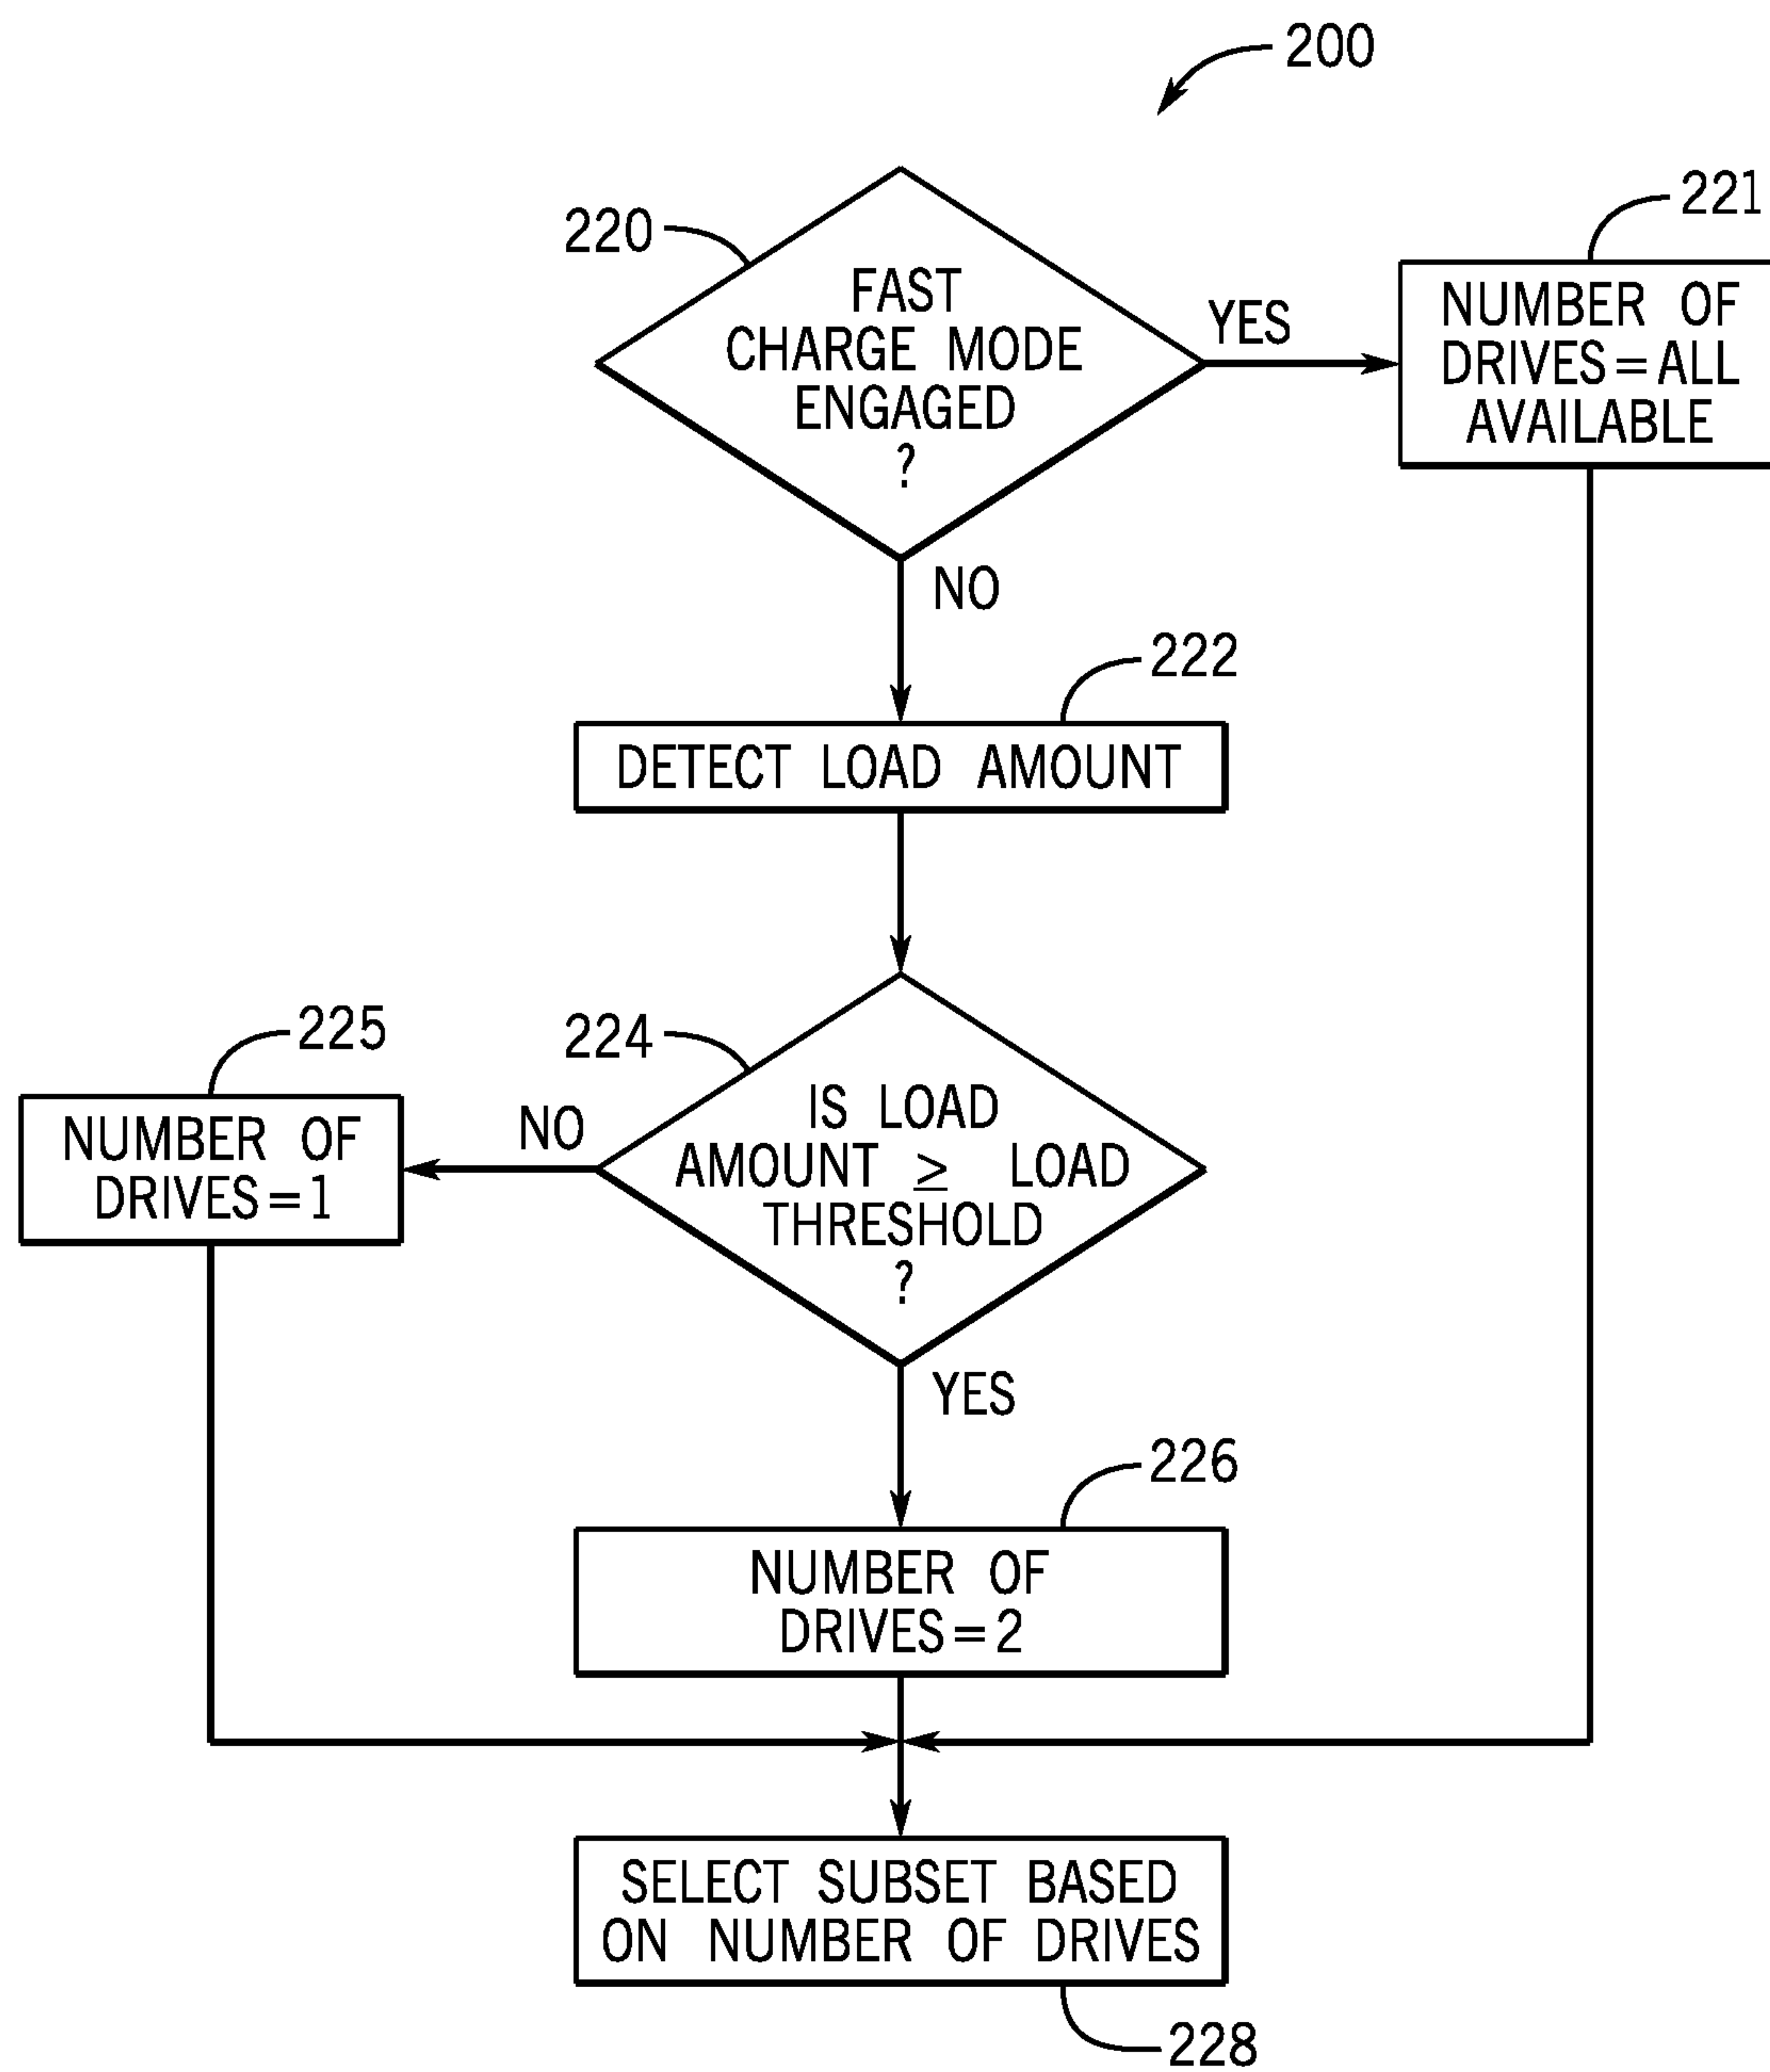 200
220
FAST
CHARGE MODE
ENGAGED
?
YES
221
NUMBER OF
DRIVES=ALL
AVAILABLE
NO
222
DETECT LOAD AMOUNT
225
NUMBER OF
DRIVES=1
NO
224
IS LOAD
AMOUNT ≥ LOAD
THRESHOLD
?
YES
226
NUMBER OF
DRIVES=2
SELECT SUBSET BASED
ON NUMBER OF DRIVES
228